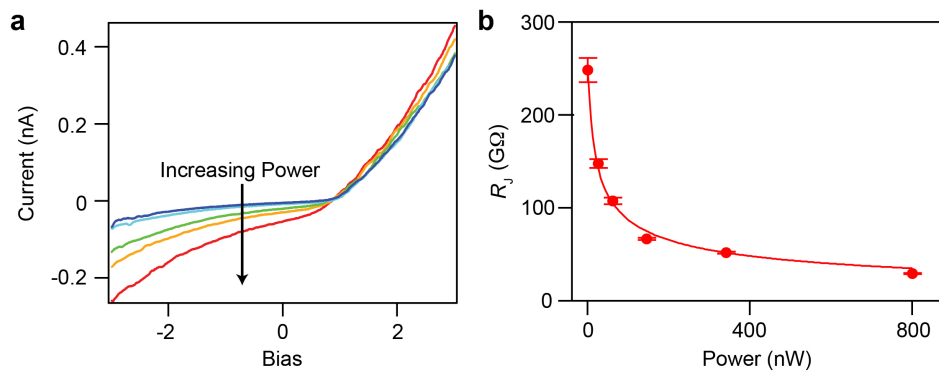 a
Current (nA)
0.4
0.2
0
-0.2
Increasing Power
-2
0
2
Bias
b
R_J (GΩ)
300
200
100
0
0
400
800
Power (nW)